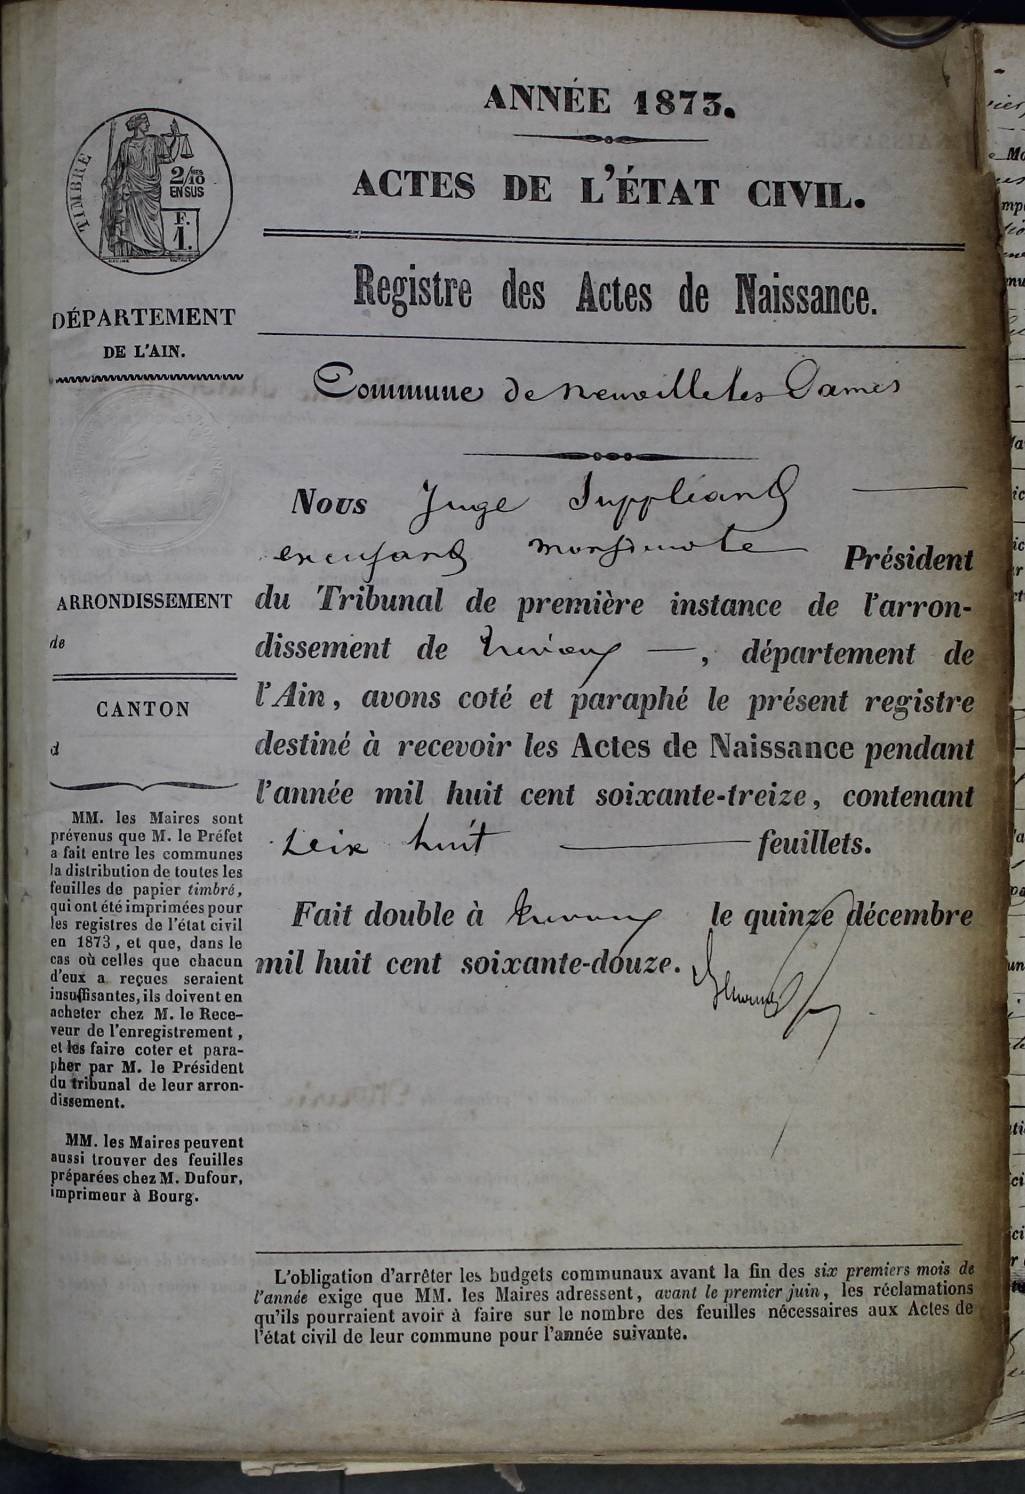 ANNÉE 1873.
ACTES DE L'ÉTAT CIVIL.
Registre des Actes de Naissance.
Commune de Neuville les Dames
TIMBRE
2/10es
EN SUS
F.
1.
DÉPARTEMENT
DE L'AIN.
ARRONDISSEMENT
de
CANTON
d
MM. les Maires sont
prévenus que M. le Préfet
a fait entre les communes
la distribution de toutes les
feuilles de papier timbré,
qui ont été imprimées pour
les registres de l'état civil
en 1873, et que, dans le
cas où celles que chacun
d'eux a reçues seraient
insuffisantes, ils doivent en
acheter chez M. le Rece-
veur de l'enregistrement,
et les faire coter et para-
pher par M. le Président
du tribunal de leur arron-
dissement.
MM. les Maires peuvent
aussi trouver des feuilles
préparées chez M. Dufour,
imprimeur à Bourg.
Nous Juge Suppléant
Président
du Tribunal de première instance de l'arron-
dissement de Trévoux, département de
l'Ain, avons coté et paraphé le présent registre
destiné à recevoir les Actes de Naissance pendant
l'année mil huit cent soixante-treize, contenant
huit feuillets.
Fait double à Trévoux le quinze décembre
mil huit cent soixante-douze.
L'obligation d'arrêter les budgets communaux avant la fin des six premiers mois de
l'année exige que MM. les Maires adressent, avant le premier juin, les réclamations
qu'ils pourraient avoir à faire sur le nombre des feuilles nécessaires aux Actes de
l'état civil de leur commune pour l'année suivante.